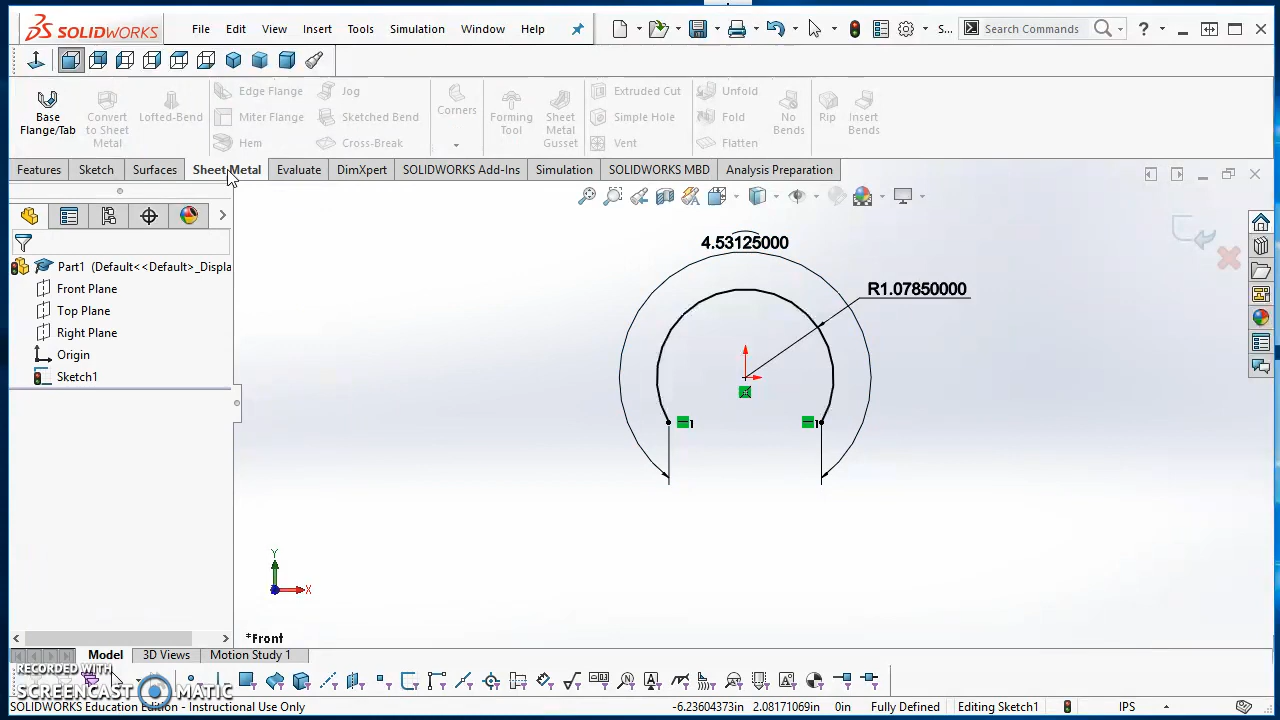 SOLIDWORKS File Edit View Insert Tools Simulation Window Help S... Search Commands
Base Flange/Tab
Convert to Sheet Metal
Lofted-Bend
Edge Flange
Miter Flange
Hem
Jog
Sketched Bend
Cross-Break
Corners
Forming Tool
Sheet Metal Gusset
Extruded Cut
Simple Hole
Vent
Unfold
Fold
Flatten
No Bends
Rip
Insert Bends
Features Sketch Surfaces Sheet Metal Evaluate DimXpert SOLIDWORKS Add-Ins Simulation SOLIDWORKS MBD Analysis Preparation
Part1 (Default<<Default>_Displa
Front Plane
Top Plane
Right Plane
Origin
Sketch1
4.53125000
R1.07850000
1 1
Y
X
*Front
Model 3D Views Motion Study 1
RECORDED WITH
SCREENCAST MATIC
SOLIDWORKS Education Edition - Instructional Use Only -6.23604373in 2.08171069in 0in Fully Defined Editing Sketch1 IPS